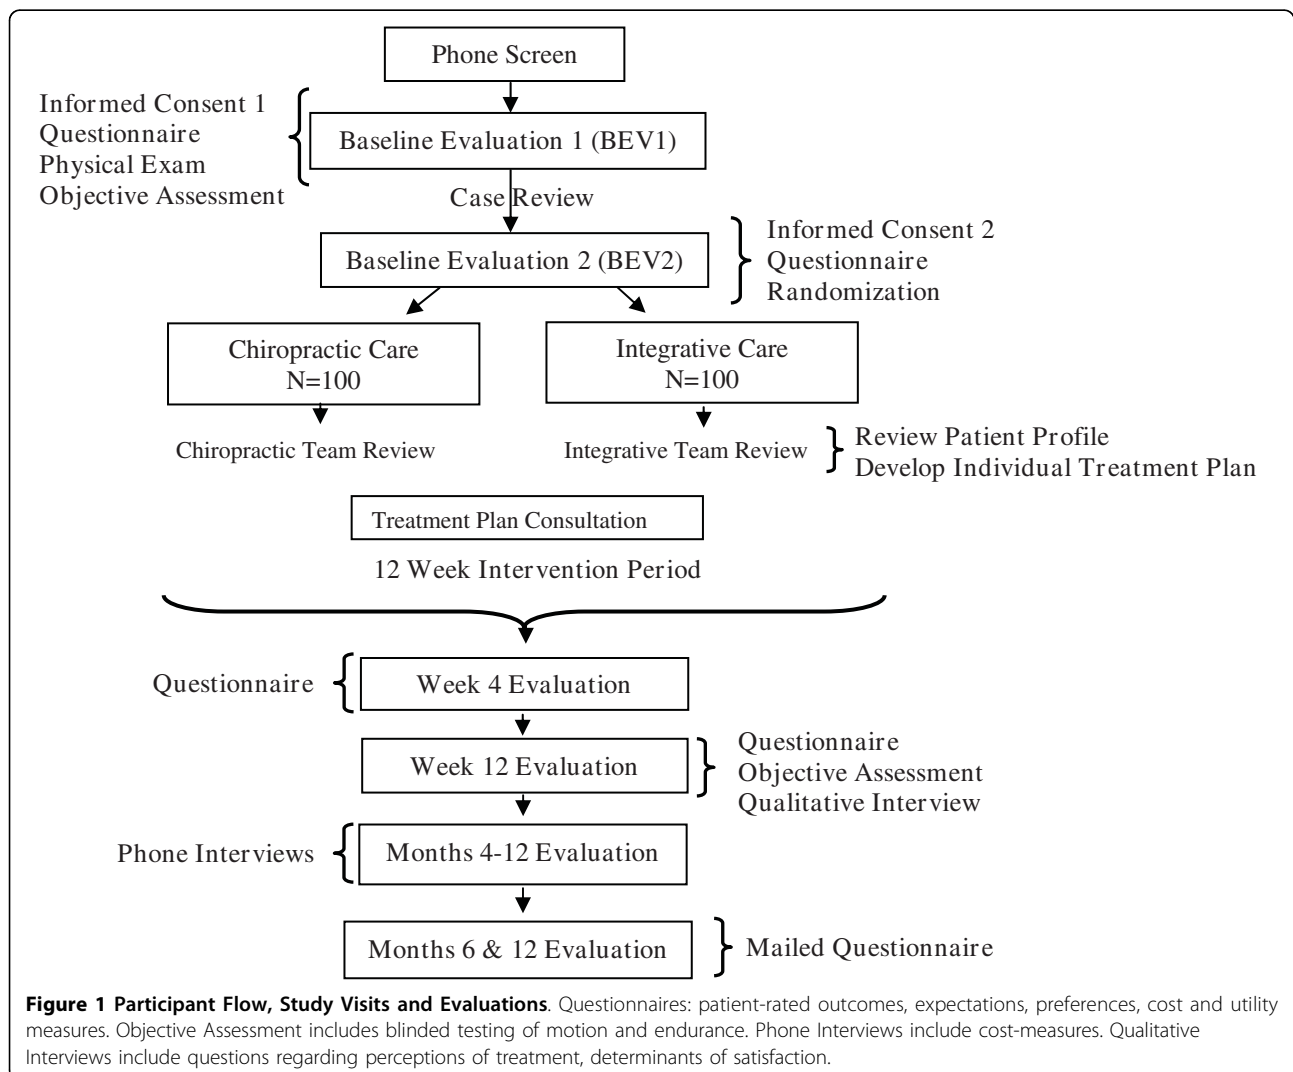 Phone Screen
Informed Consent 1
Questionnaire
Physical Exam
Objective Assessment
Baseline Evaluation 1 (BEV1)
Case Review
Baseline Evaluation 2 (BEV2)
Informed Consent 2
Questionnaire
Randomization
Chiropractic Care
N=100
Integrative Care
N=100
Chiropractic Team Review
Integrative Team Review
Review Patient Profile
Develop Individual Treatment Plan
Treatment Plan Consultation
12 Week Intervention Period
Questionnaire
Week 4 Evaluation
Week 12 Evaluation
Questionnaire
Objective Assessment
Qualitative Interview
Phone Interviews
Months 4-12 Evaluation
Months 6 & 12 Evaluation
Mailed Questionnaire
Figure 1 Participant Flow, Study Visits and Evaluations. Questionnaires: patient-rated outcomes, expectations, preferences, cost and utility
measures. Objective Assessment includes blinded testing of motion and endurance. Phone Interviews include cost-measures. Qualitative
Interviews include questions regarding perceptions of treatment, determinants of satisfaction.